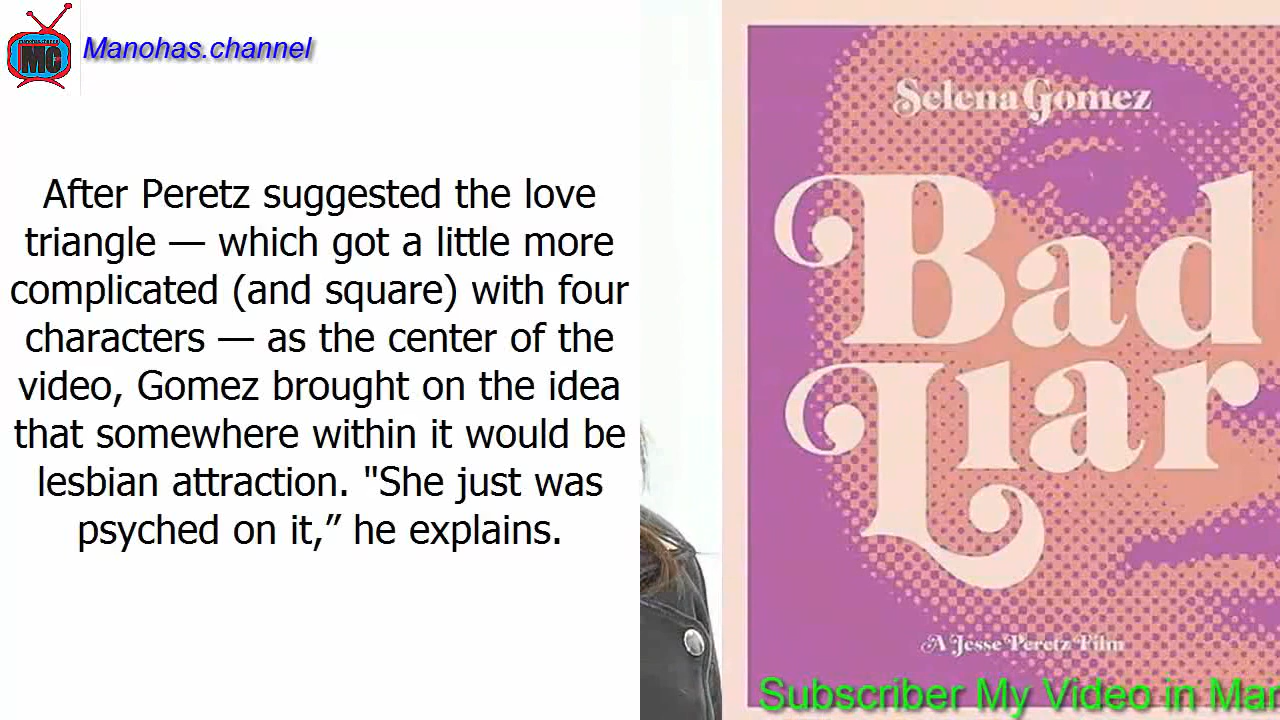 Manohas.channel
MC
After Peretz suggested the love
triangle — which got a little more
complicated (and square) with four
characters — as the center of the
video, Gomez brought on the idea
that somewhere within it would be
lesbian attraction. "She just was
psyched on it,” he explains.
Selena Gomez
Bad
Liar
A Jesse Peretz Film
Subscriber My Video in Mar